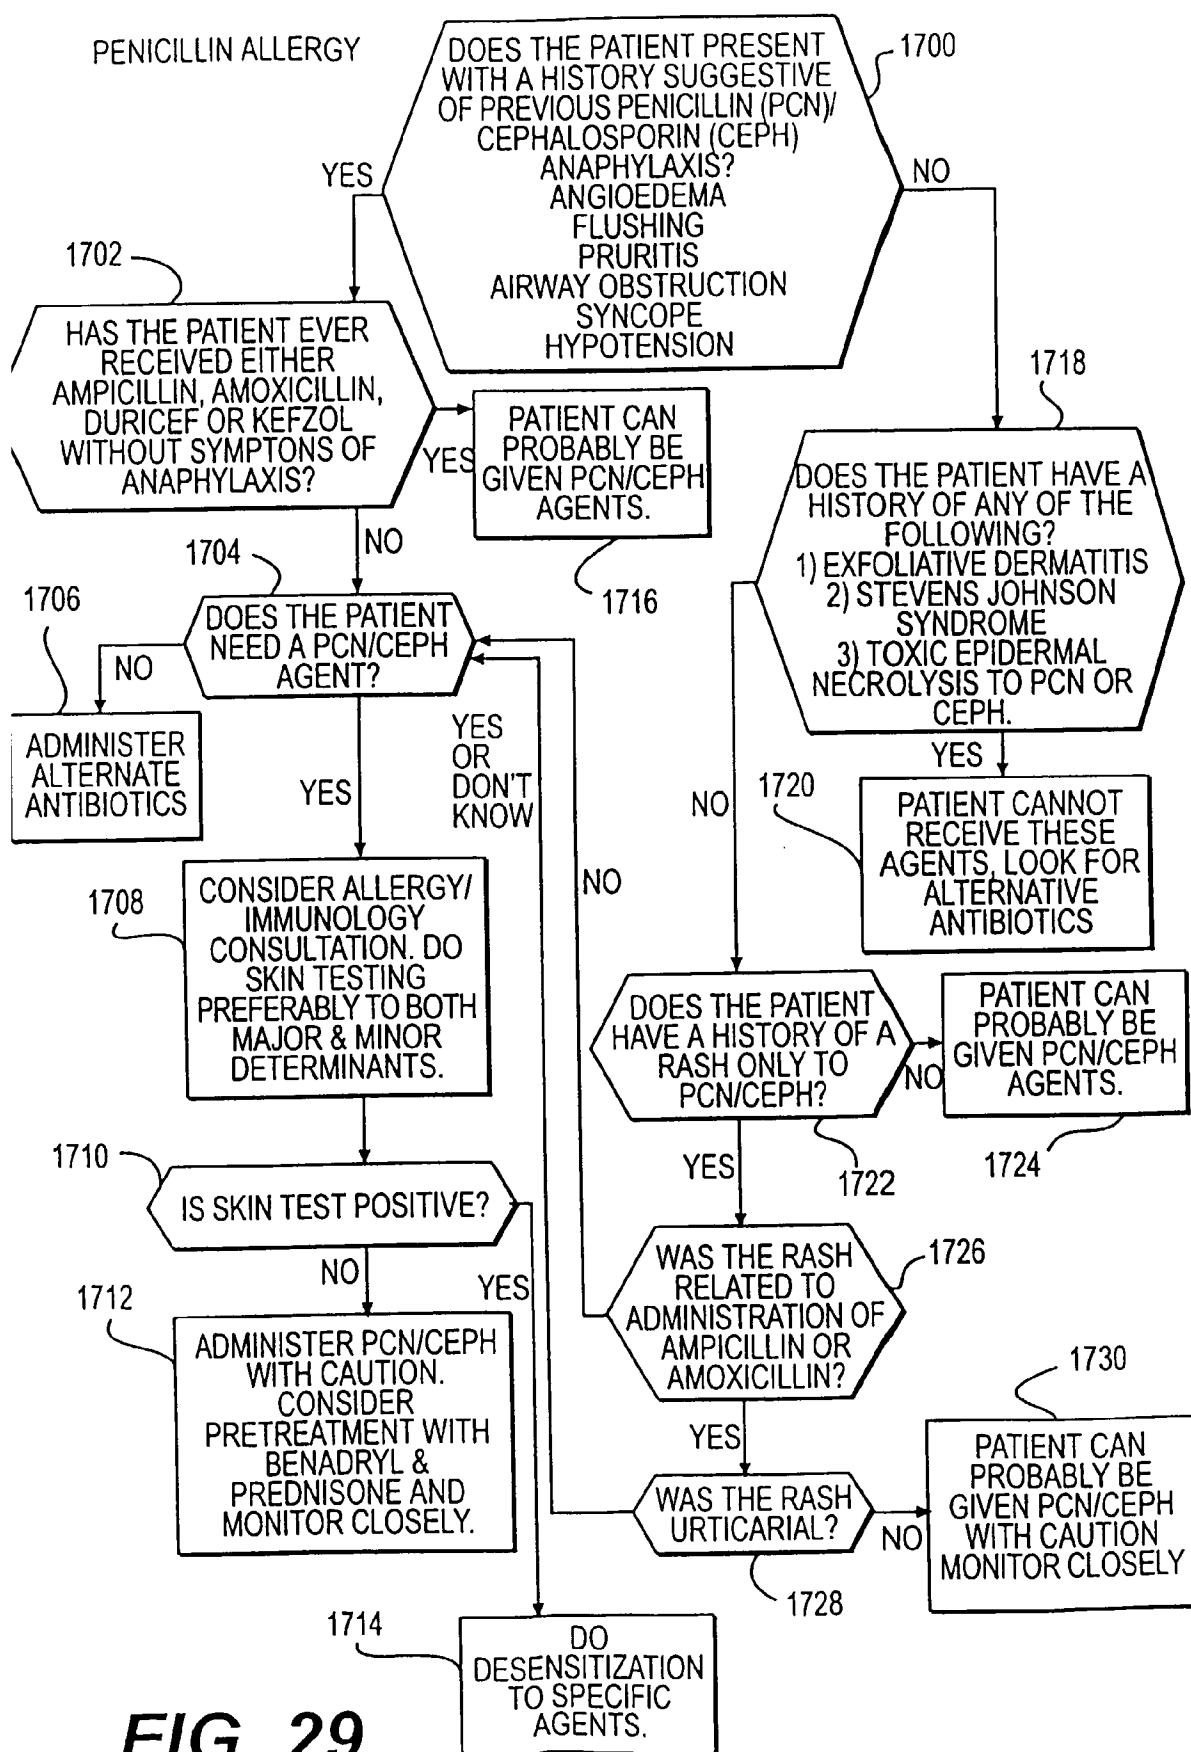 PENICILLIN ALLERGY
DOES THE PATIENT PRESENT
WITH A HISTORY SUGGESTIVE
OF PREVIOUS PENICILLIN (PCN)/
CEPHALOSPORIN (CEPH)
ANAPHYLAXIS?
ANGIOEDEMA
FLUSHING
PRURITIS
AIRWAY OBSTRUCTION
SYNCOPE
HYPOTENSION
1700
YES
NO
1702
HAS THE PATIENT EVER
RECEIVED EITHER
AMPICILLIN, AMOXICILLIN,
DURICEF OR KEFZOL
WITHOUT SYMPTONS OF
ANAPHYLAXIS?
YES
PATIENT CAN
PROBABLY BE
GIVEN PCN/CEPH
AGENTS.
1716
1718
DOES THE PATIENT HAVE A
HISTORY OF ANY OF THE
FOLLOWING?
1) EXFOLIATIVE DERMATITIS
2) STEVENS JOHNSON
SYNDROME
3) TOXIC EPIDERMAL
NECROLYSIS TO PCN OR
CEPH.
NO
1704
DOES THE PATIENT
NEED A PCN/CEPH
AGENT?
1706
NO
ADMINISTER
ALTERNATE
ANTIBIOTICS
YES
YES
OR
DON'T
KNOW
NO
NO
YES
1720
PATIENT CANNOT
RECEIVE THESE
AGENTS, LOOK FOR
ALTERNATIVE
ANTIBIOTICS
1708
CONSIDER ALLERGY/
IMMUNOLOGY
CONSULTATION. DO
SKIN TESTING
PREFERABLY TO BOTH
MAJOR & MINOR
DETERMINANTS.
DOES THE PATIENT
HAVE A HISTORY OF A
RASH ONLY TO
PCN/CEPH?
NO
PATIENT CAN
PROBABLY BE
GIVEN PCN/CEPH
AGENTS.
1724
1722
YES
1710
IS SKIN TEST POSITIVE?
NO
YES
1712
ADMINISTER PCN/CEPH
WITH CAUTION.
CONSIDER
PRETREATMENT WITH
BENADRYL &
PREDNISONE AND
MONITOR CLOSELY.
WAS THE RASH
RELATED TO
ADMINISTRATION OF
AMPICILLIN OR
AMOXICILLIN?
1726
YES
WAS THE RASH
URTICARIAL?
1728
NO
1730
PATIENT CAN
PROBABLY BE
GIVEN PCN/CEPH
WITH CAUTION
MONITOR CLOSELY
1714
DO
DESENSITIZATION
TO SPECIFIC
AGENTS.
FIG. 29